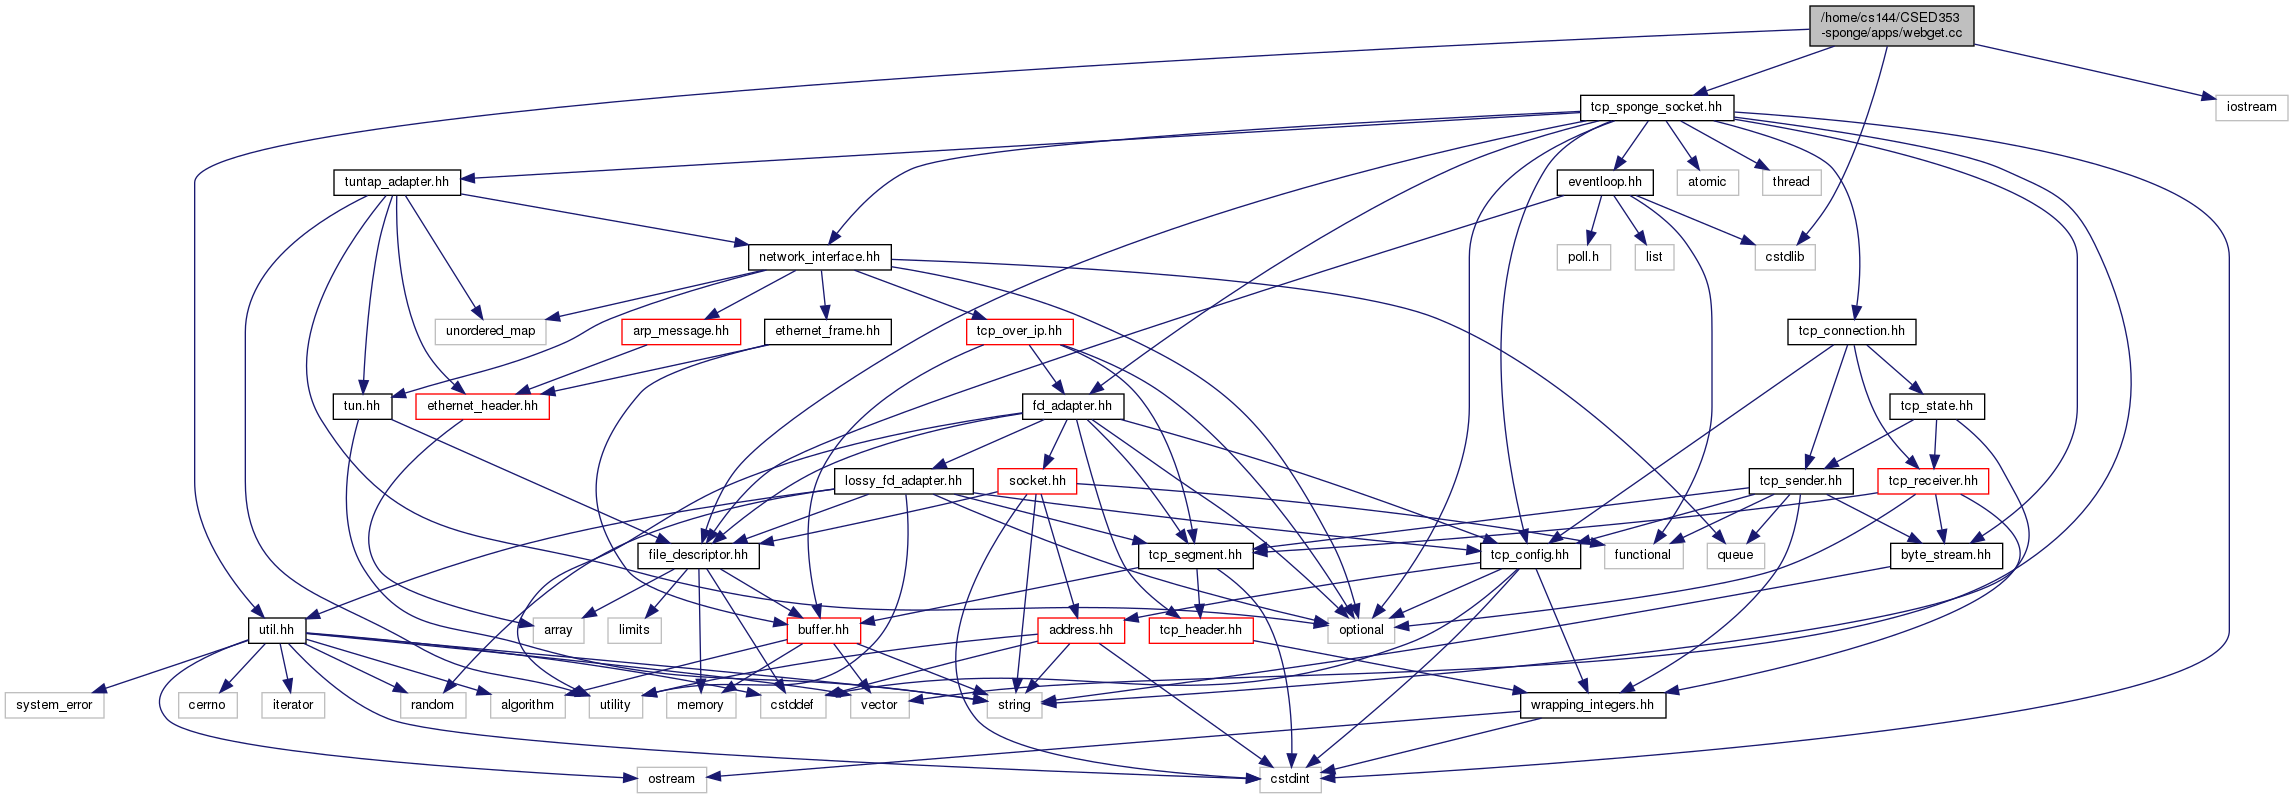 /home/cs144/CSED353
-sponge/apps/webget.cc
tcp_sponge_socket.hh
iostream
tuntap_adapter.hh
eventloop.hh
atomic
thread
network_interface.hh
poll.h
list
cstdlib
unordered_map
arp_message.hh
ethernet_frame.hh
tcp_over_ip.hh
tcp_connection.hh
tun.hh
ethernet_header.hh
fd_adapter.hh
tcp_state.hh
lossy_fd_adapter.hh
socket.hh
tcp_sender.hh
tcp_receiver.hh
file_descriptor.hh
tcp_segment.hh
tcp_config.hh
functional
queue
byte_stream.hh
util.hh
array
limits
buffer.hh
address.hh
tcp_header.hh
optional
system_error
cerrno
iterator
random
algorithm
utility
memory
cstddef
vector
string
wrapping_integers.hh
ostream
cstdint